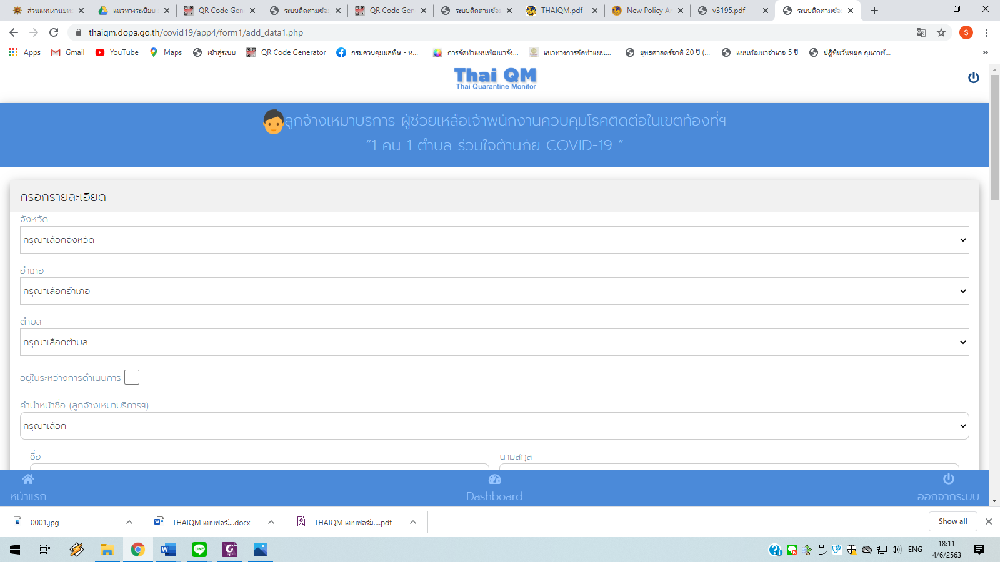 ส่วนแผนงานยุทธ
แนวทางระเบียบ
QR Code Gen
ระบบติดตามข้อม
QR Code Gen
ระบบติดตามข้อม
THAIQM.pdf
New Policy A
v3195.pdf
ระบบติดตามข้อม
thaiqm.dopa.go.th/covid19/app4/form1/add_data1.php
S
Apps
Gmail
YouTube
Maps
เข้าสู่ระบบ
QR Code Generator
กรมควบคุมมลพิษ - ห...
การจัดทำแผนพัฒนาจัง...
แนวทางการจัดทำแผน...
ยุทธศาสตร์ชาติ 20 ปี (...
แผนพัฒนาอำเภอ 5 ปี
ปฏิทินวันหยุด กุมภาพั...
»
Thai QM
Thai Quarantine Monitor
ลูกจ้างเหมาบริการ ผู้ช่วยเหลือเจ้าพนักงานควบคุมโรคติดต่อในเขตท้องที่ฯ
"1 คน 1 ตำบล ร่วมใจต้านภัย COVID-19 "
กรอกรายละเอียด
จังหวัด
กรุณาเลือกจังหวัด
อำเภอ
กรุณาเลือกอำเภอ
ตำบล
กรุณาเลือกตำบล
อยู่ในระหว่างการดำเนินการ
คำนำหน้าชื่อ (ลูกจ้างเหมาบริการฯ)
กรุณาเลือก
ชื่อ
นามสกุล
หน้าแรก
Dashboard
ออกจากระบบ
0001.jpg
THAIQM แบบฟอร์....docx
THAIQM แบบฟอร์ม....pdf
Show all
ENG
18:11
4/6/2563